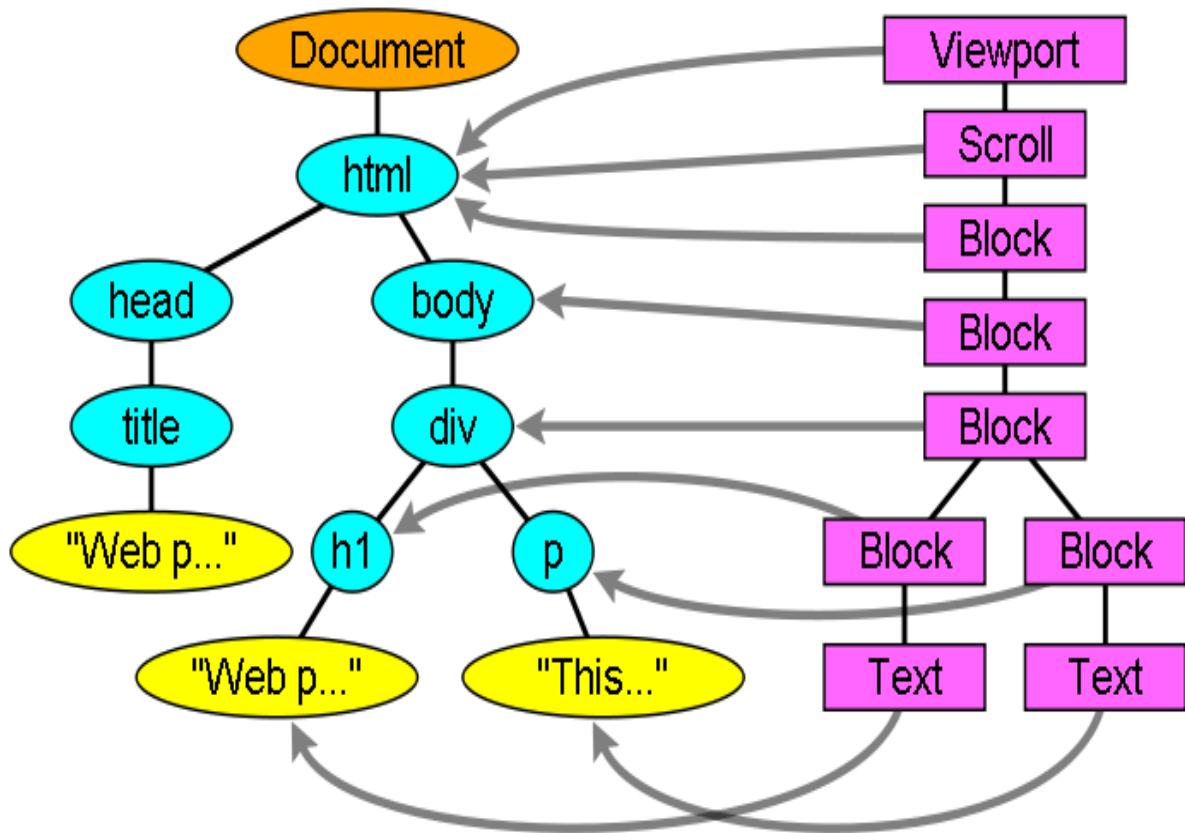 Document
Viewport
html
Scroll
Block
head
body
Block
title
div
Block
"Web p..."
h1
p
Block
Block
"Web p..."
"This..."
Text
Text